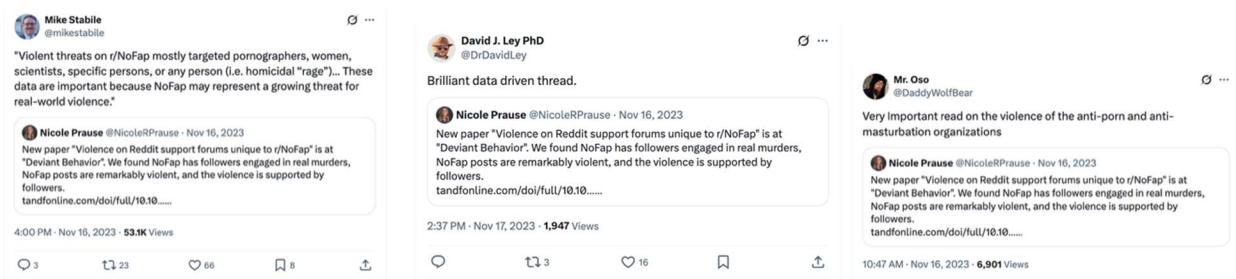 Mike Stabile
@mikestabile
"Violent threats on r/NoFap mostly targeted pornographers, women,
scientists, specific persons, or any person (i.e. homicidal “rage”)... These
data are important because NoFap may represent a growing threat for
real-world violence."
Nicole Prause @NicoleRPrause · Nov 16, 2023
New paper "Violence on Reddit support forums unique to r/NoFap" is at
"Deviant Behavior". We found NoFap has followers engaged in real murders,
NoFap posts are remarkably violent, and the violence is supported by
followers.
tandfonline.com/doi/full/10.10......
4:00 PM · Nov 16, 2023 · 53.1K Views
3 23 66 8
David J. Ley PhD
@DrDavidLey
Brilliant data driven thread.
Nicole Prause @NicoleRPrause · Nov 16, 2023
New paper "Violence on Reddit support forums unique to r/NoFap" is at
"Deviant Behavior". We found NoFap has followers engaged in real murders,
NoFap posts are remarkably violent, and the violence is supported by
followers.
tandfonline.com/doi/full/10.10......
2:37 PM · Nov 17, 2023 · 1,947 Views
3 16
Mr. Oso
@DaddyWolfBear
Very Important read on the violence of the anti-porn and anti-
masturbation organizations
Nicole Prause @NicoleRPrause · Nov 16, 2023
New paper "Violence on Reddit support forums unique to r/NoFap" is at
"Deviant Behavior". We found NoFap has followers engaged in real murders,
NoFap posts are remarkably violent, and the violence is supported by
followers.
tandfonline.com/doi/full/10.10......
10:47 AM · Nov 16, 2023 · 6,901 Views